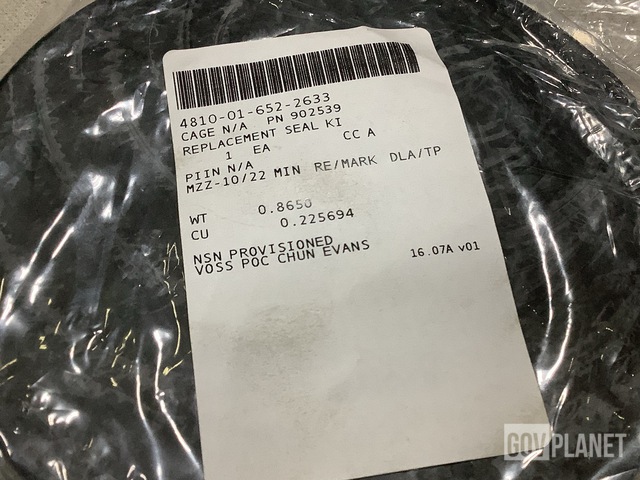 4810-01-652-2633
CAGE N/A PN 902539
REPLACEMENT SEAL KI
1 EA CC A
PIIN N/A
MZZ-10/22 MIN RE/MARK DLA/TP
WT 0.8650
CU 0.225694
NSN PROVISIONED
VOSS POC CHUN EVANS 16.07A v01
GOVPLANET